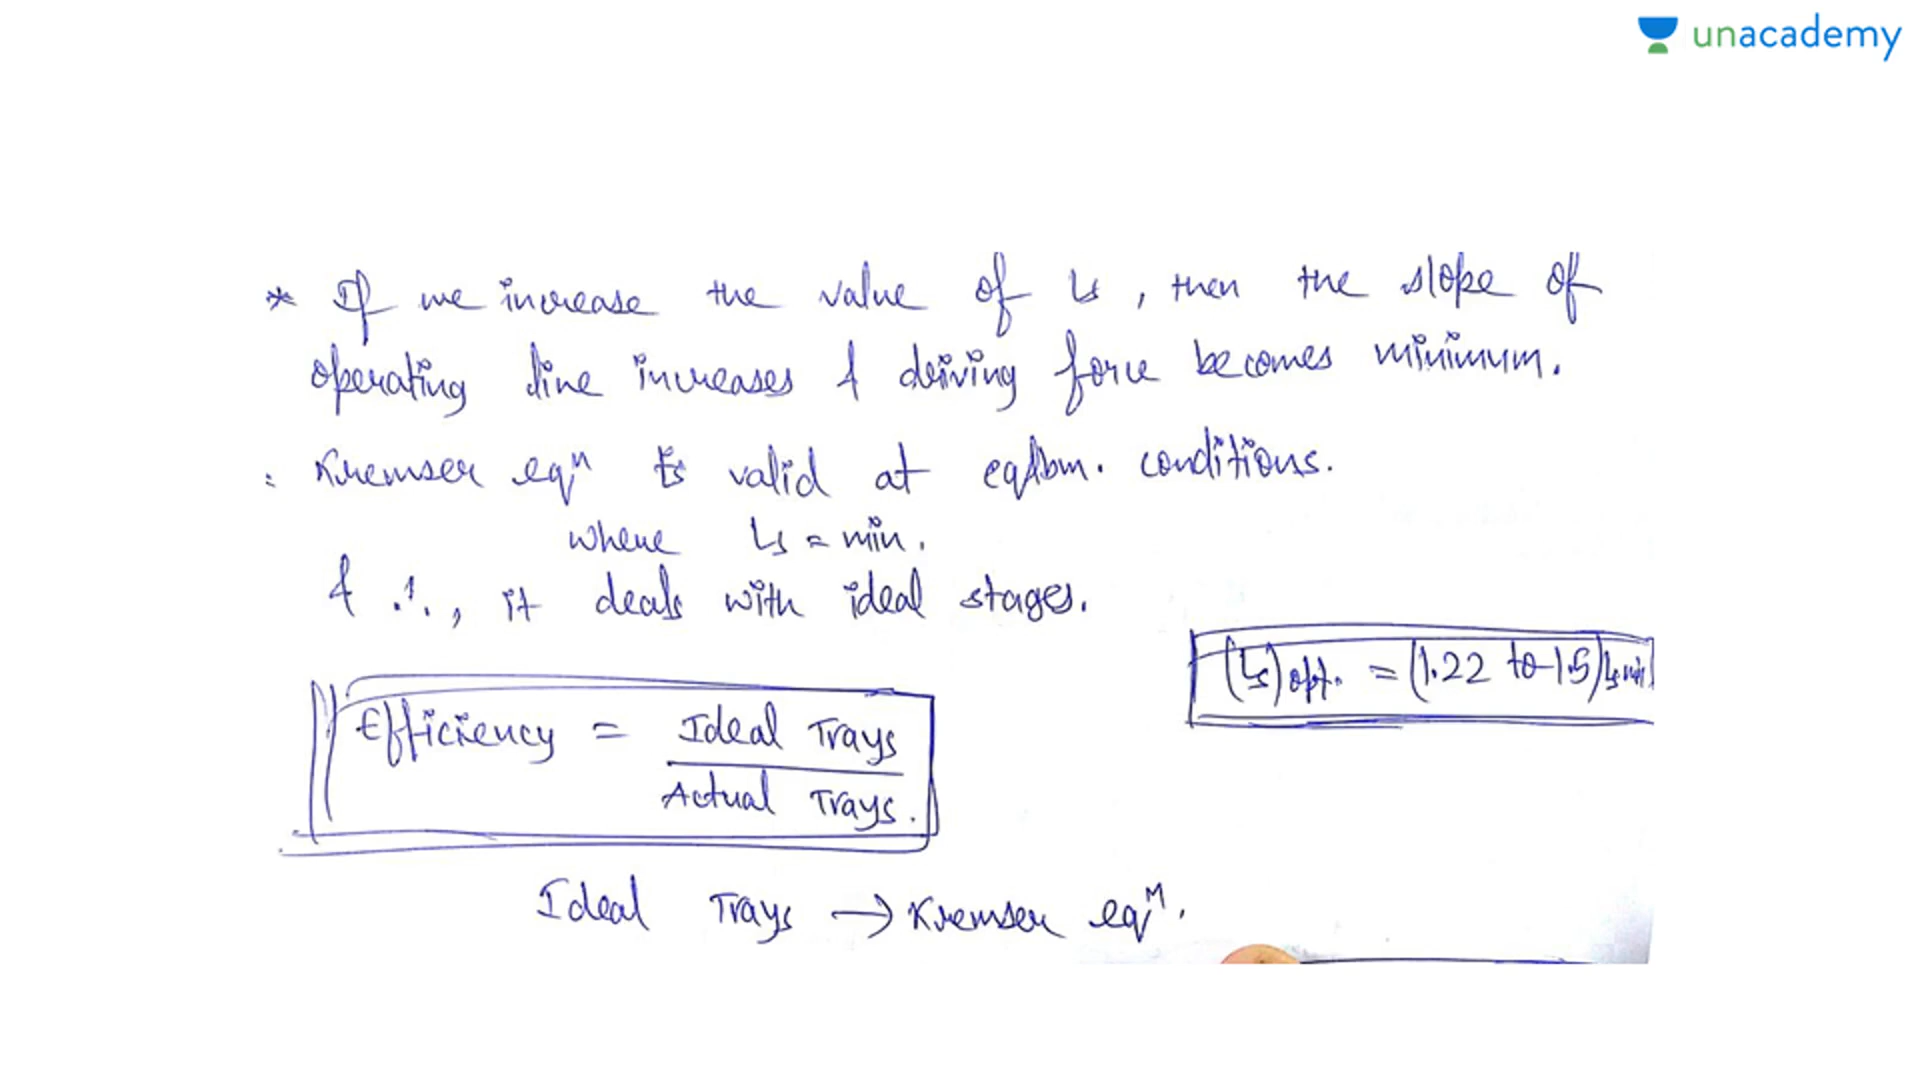 unacademy
* If we increase the value of Ls, then the slope of
operating line increases & driving force becomes minimum.
: Kremser eqⁿ is valid at eqlbm. conditions.
where Ls = min.
& ∴, it deals with ideal stages.
(Ls)opt. = (1.22 to 1.5)Ls min
Efficiency = Ideal Trays
Actual Trays.
Ideal Trays → Kremser eqⁿ.